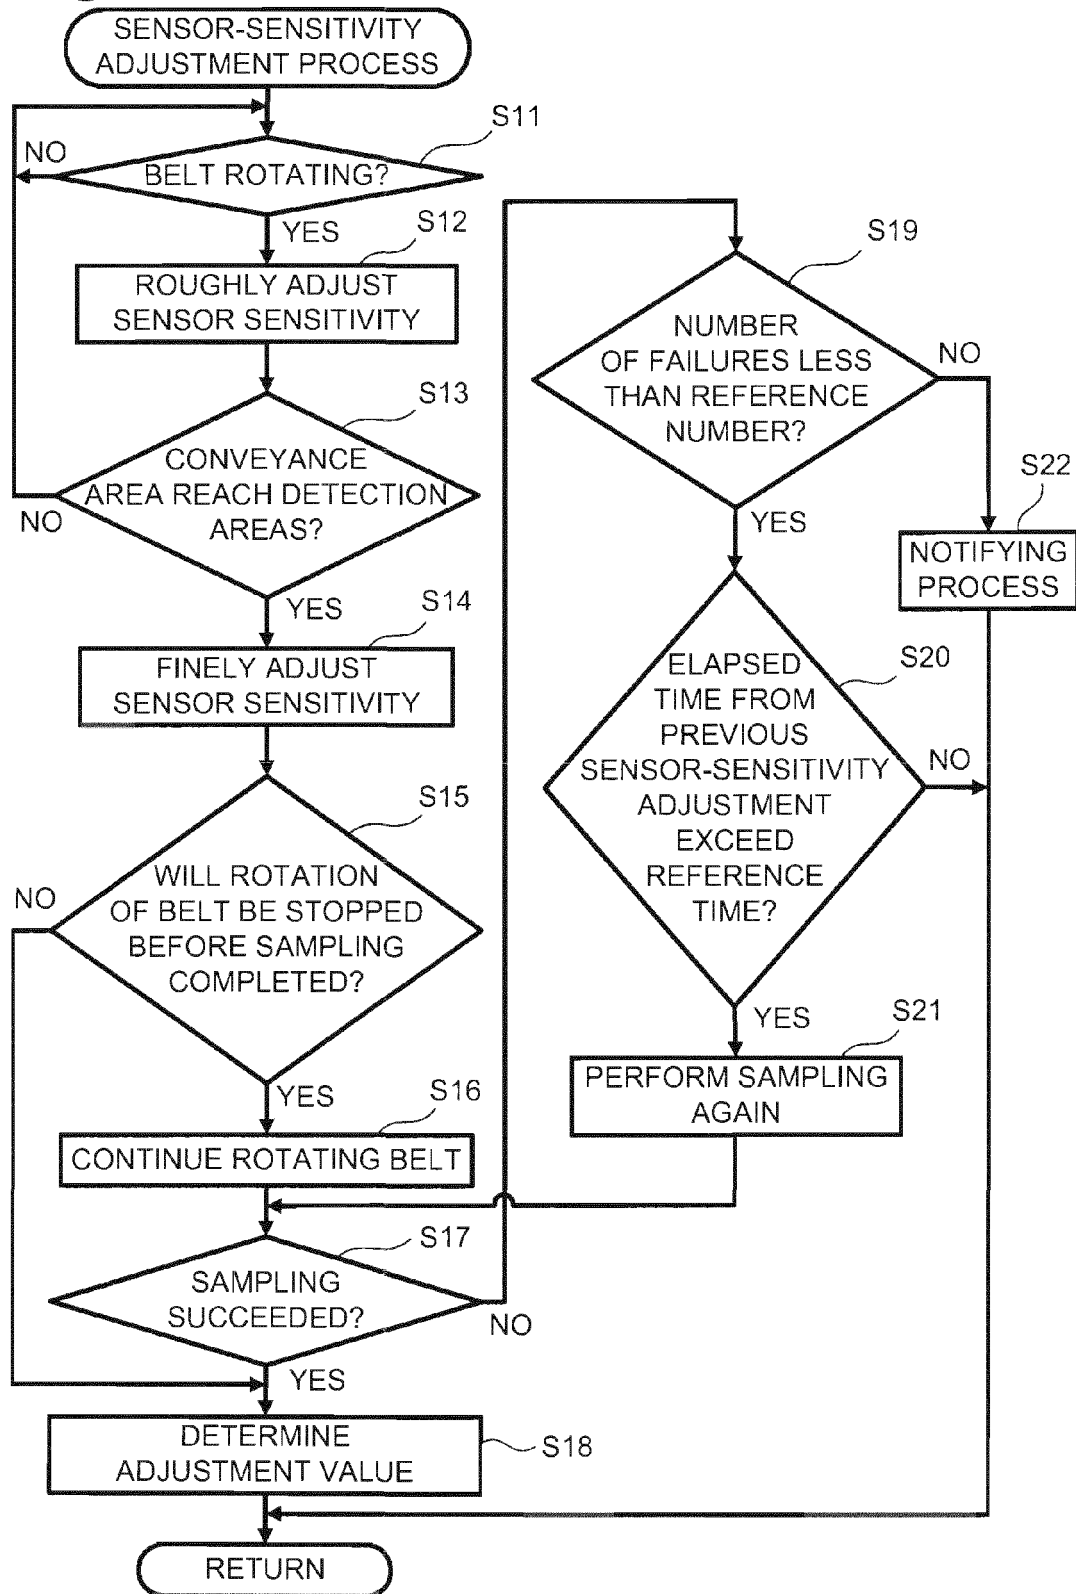 SENSOR-SENSITIVITY
ADJUSTMENT PROCESS
S11
NO
BELT ROTATING?
YES
S12
ROUGHLY ADJUST
SENSOR SENSITIVITY
S13
CONVEYANCE
AREA REACH DETECTION
AREAS?
NO
YES
S14
FINELY ADJUST
SENSOR SENSITIVITY
S15
NO
WILL ROTATION
OF BELT BE STOPPED
BEFORE SAMPLING
COMPLETED?
YES
S16
CONTINUE ROTATING BELT
S17
SAMPLING
SUCCEEDED?
NO
YES
DETERMINE
ADJUSTMENT VALUE
S18
RETURN
S19
NUMBER
OF FAILURES LESS
THAN REFERENCE
NUMBER?
NO
YES
S22
NOTIFYING
PROCESS
S20
ELAPSED
TIME FROM
PREVIOUS
SENSOR-SENSITIVITY
ADJUSTMENT
EXCEED
REFERENCE
TIME?
NO
YES
S21
PERFORM SAMPLING
AGAIN